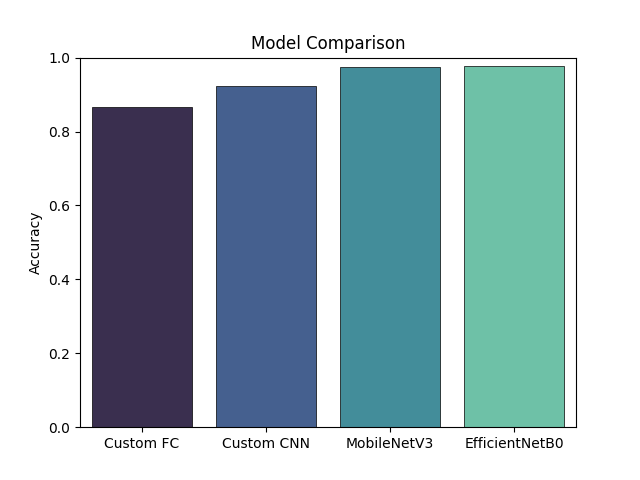 Model Comparison
1.0
0.8
0.6
0.4
0.2
0.0
Accuracy
Custom FC
Custom CNN
MobileNetV3
EfficientNetB0